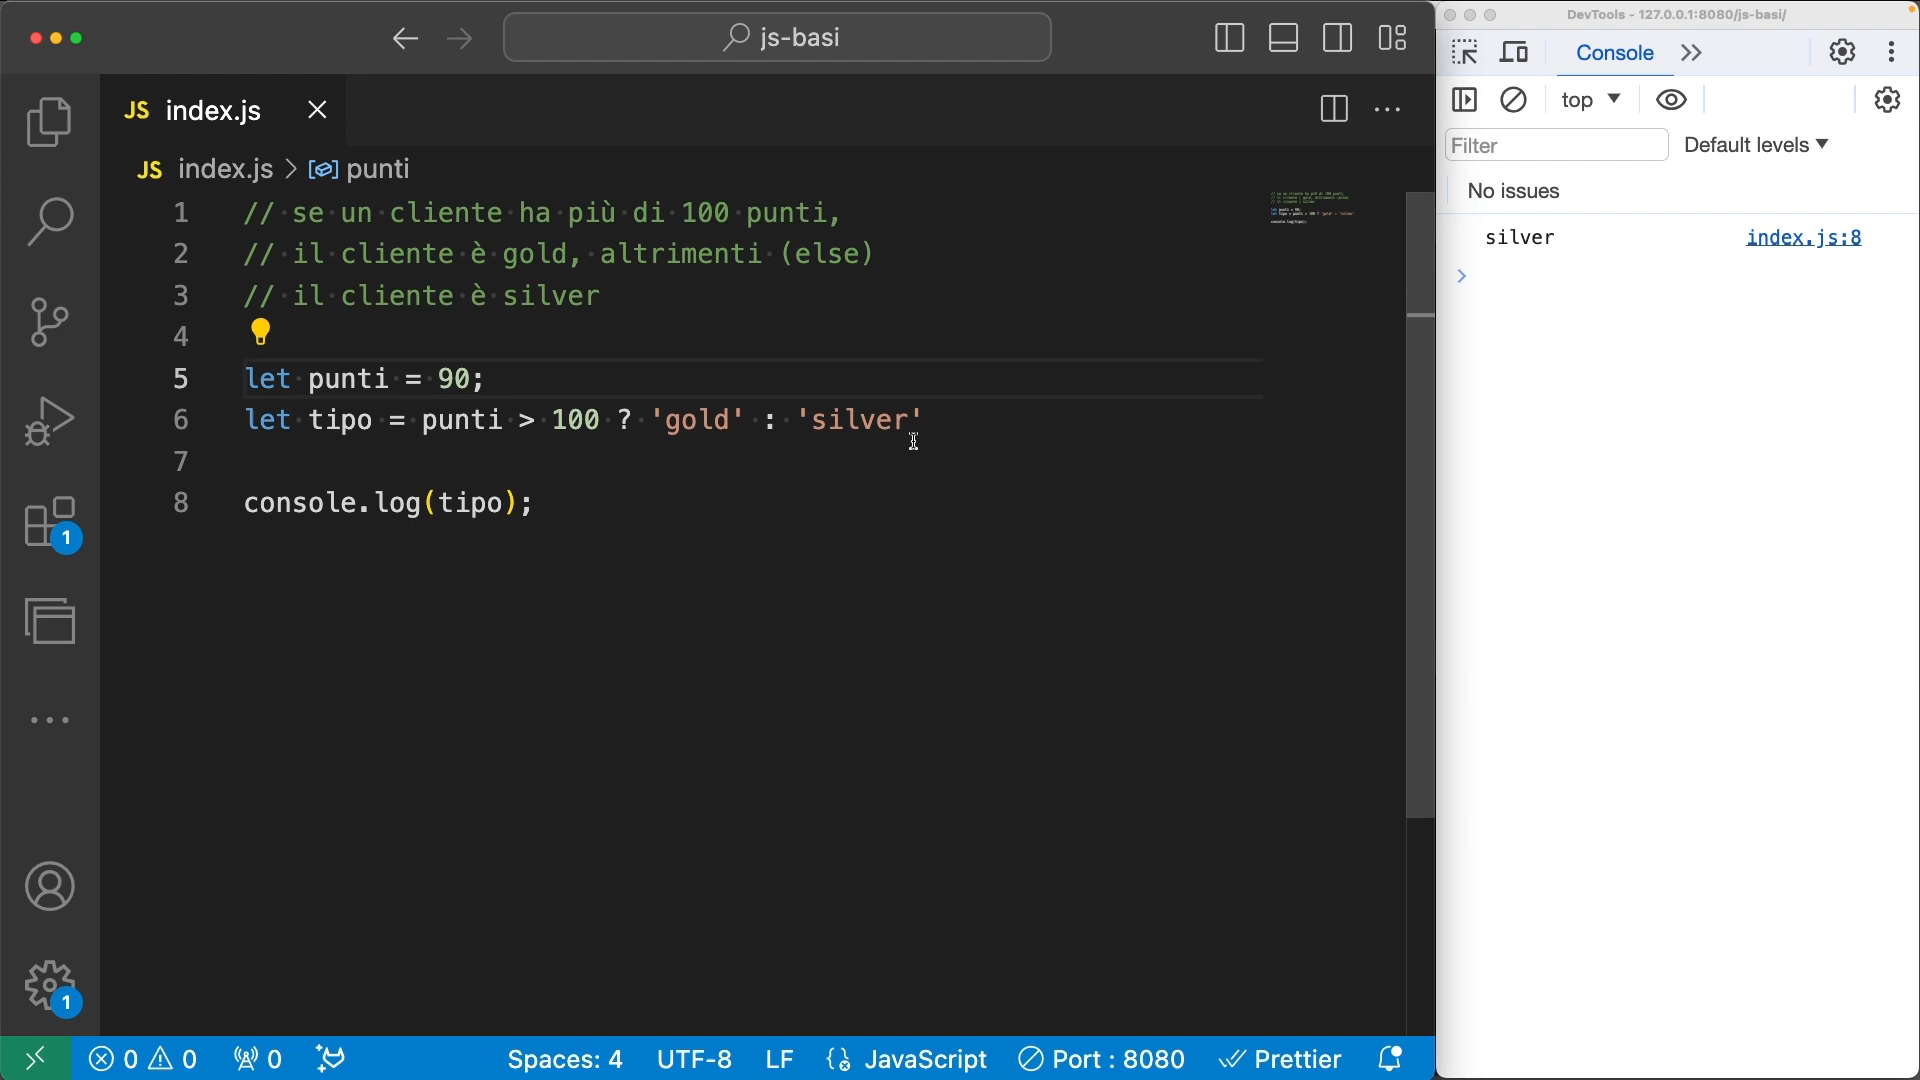 js-basi
JS index.js
JS index.js > punti
1 // se un cliente ha più di 100 punti,
2 // il cliente è gold, altrimenti (else)
3 // il cliente è silver
4
5 let punti = 90;
6 let tipo = punti > 100 ? 'gold' : 'silver'
7
8 console.log(tipo);
1
1
0 0 0 Spaces: 4 UTF-8 LF JavaScript Port : 8080 Prettier
DevTools - 127.0.0.1:8080/js-basi/
Console
top
Filter Default levels
No issues
silver index.js:8